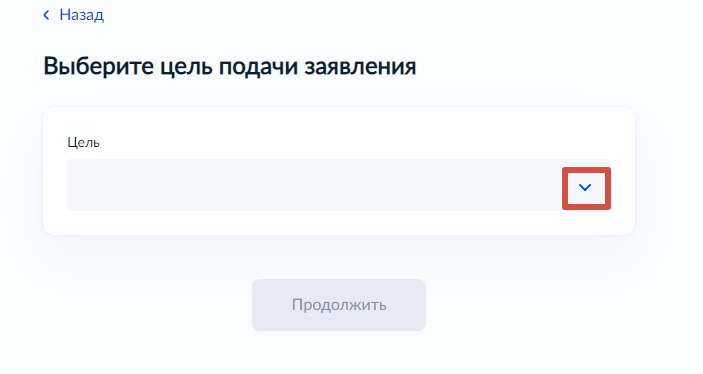 Назад
Выберите цель подачи заявления
Цель
Продолжить